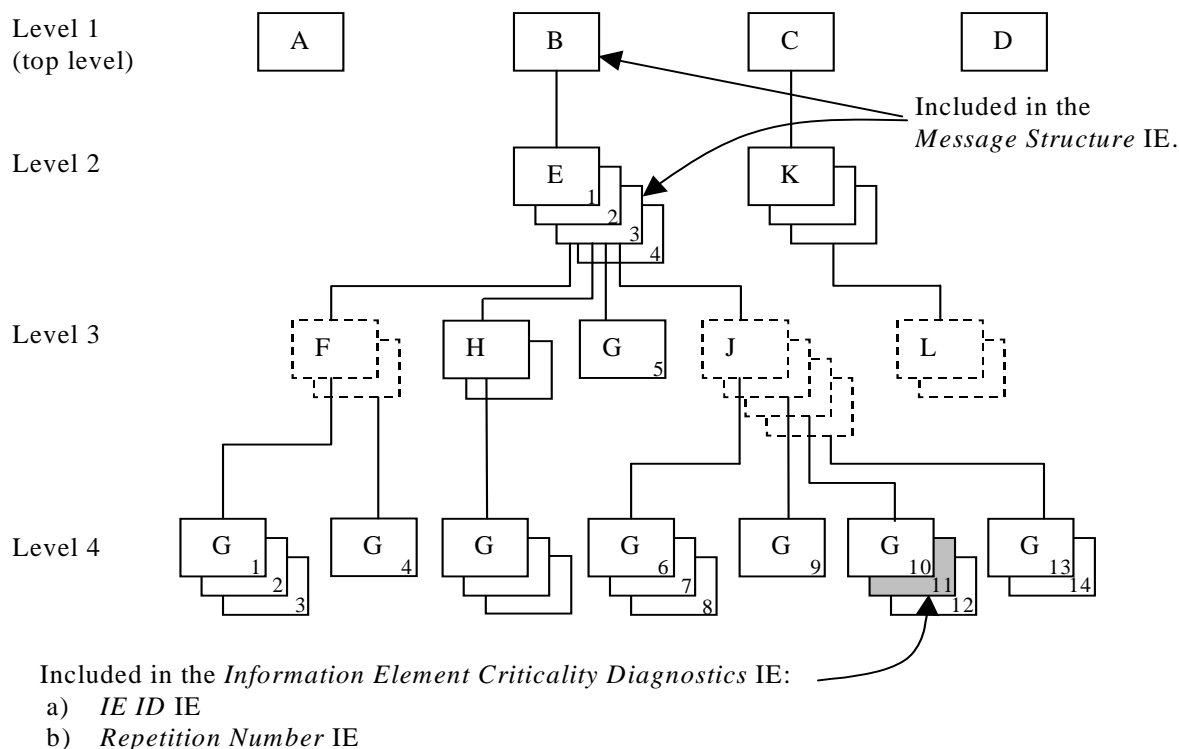 Level 1
(top level)
A
B
C
D
Included in the
Message Structure IE.
Level 2
E
1
2
3
4
K
Level 3
F
H
G
5
J
L
Level 4
G
1
2
3
G
4
G
G
6
7
8
G
9
G
10
11
12
G
13
14
Included in the Information Element Criticality Diagnostics IE:
a) IE ID IE
b) Repetition Number IE